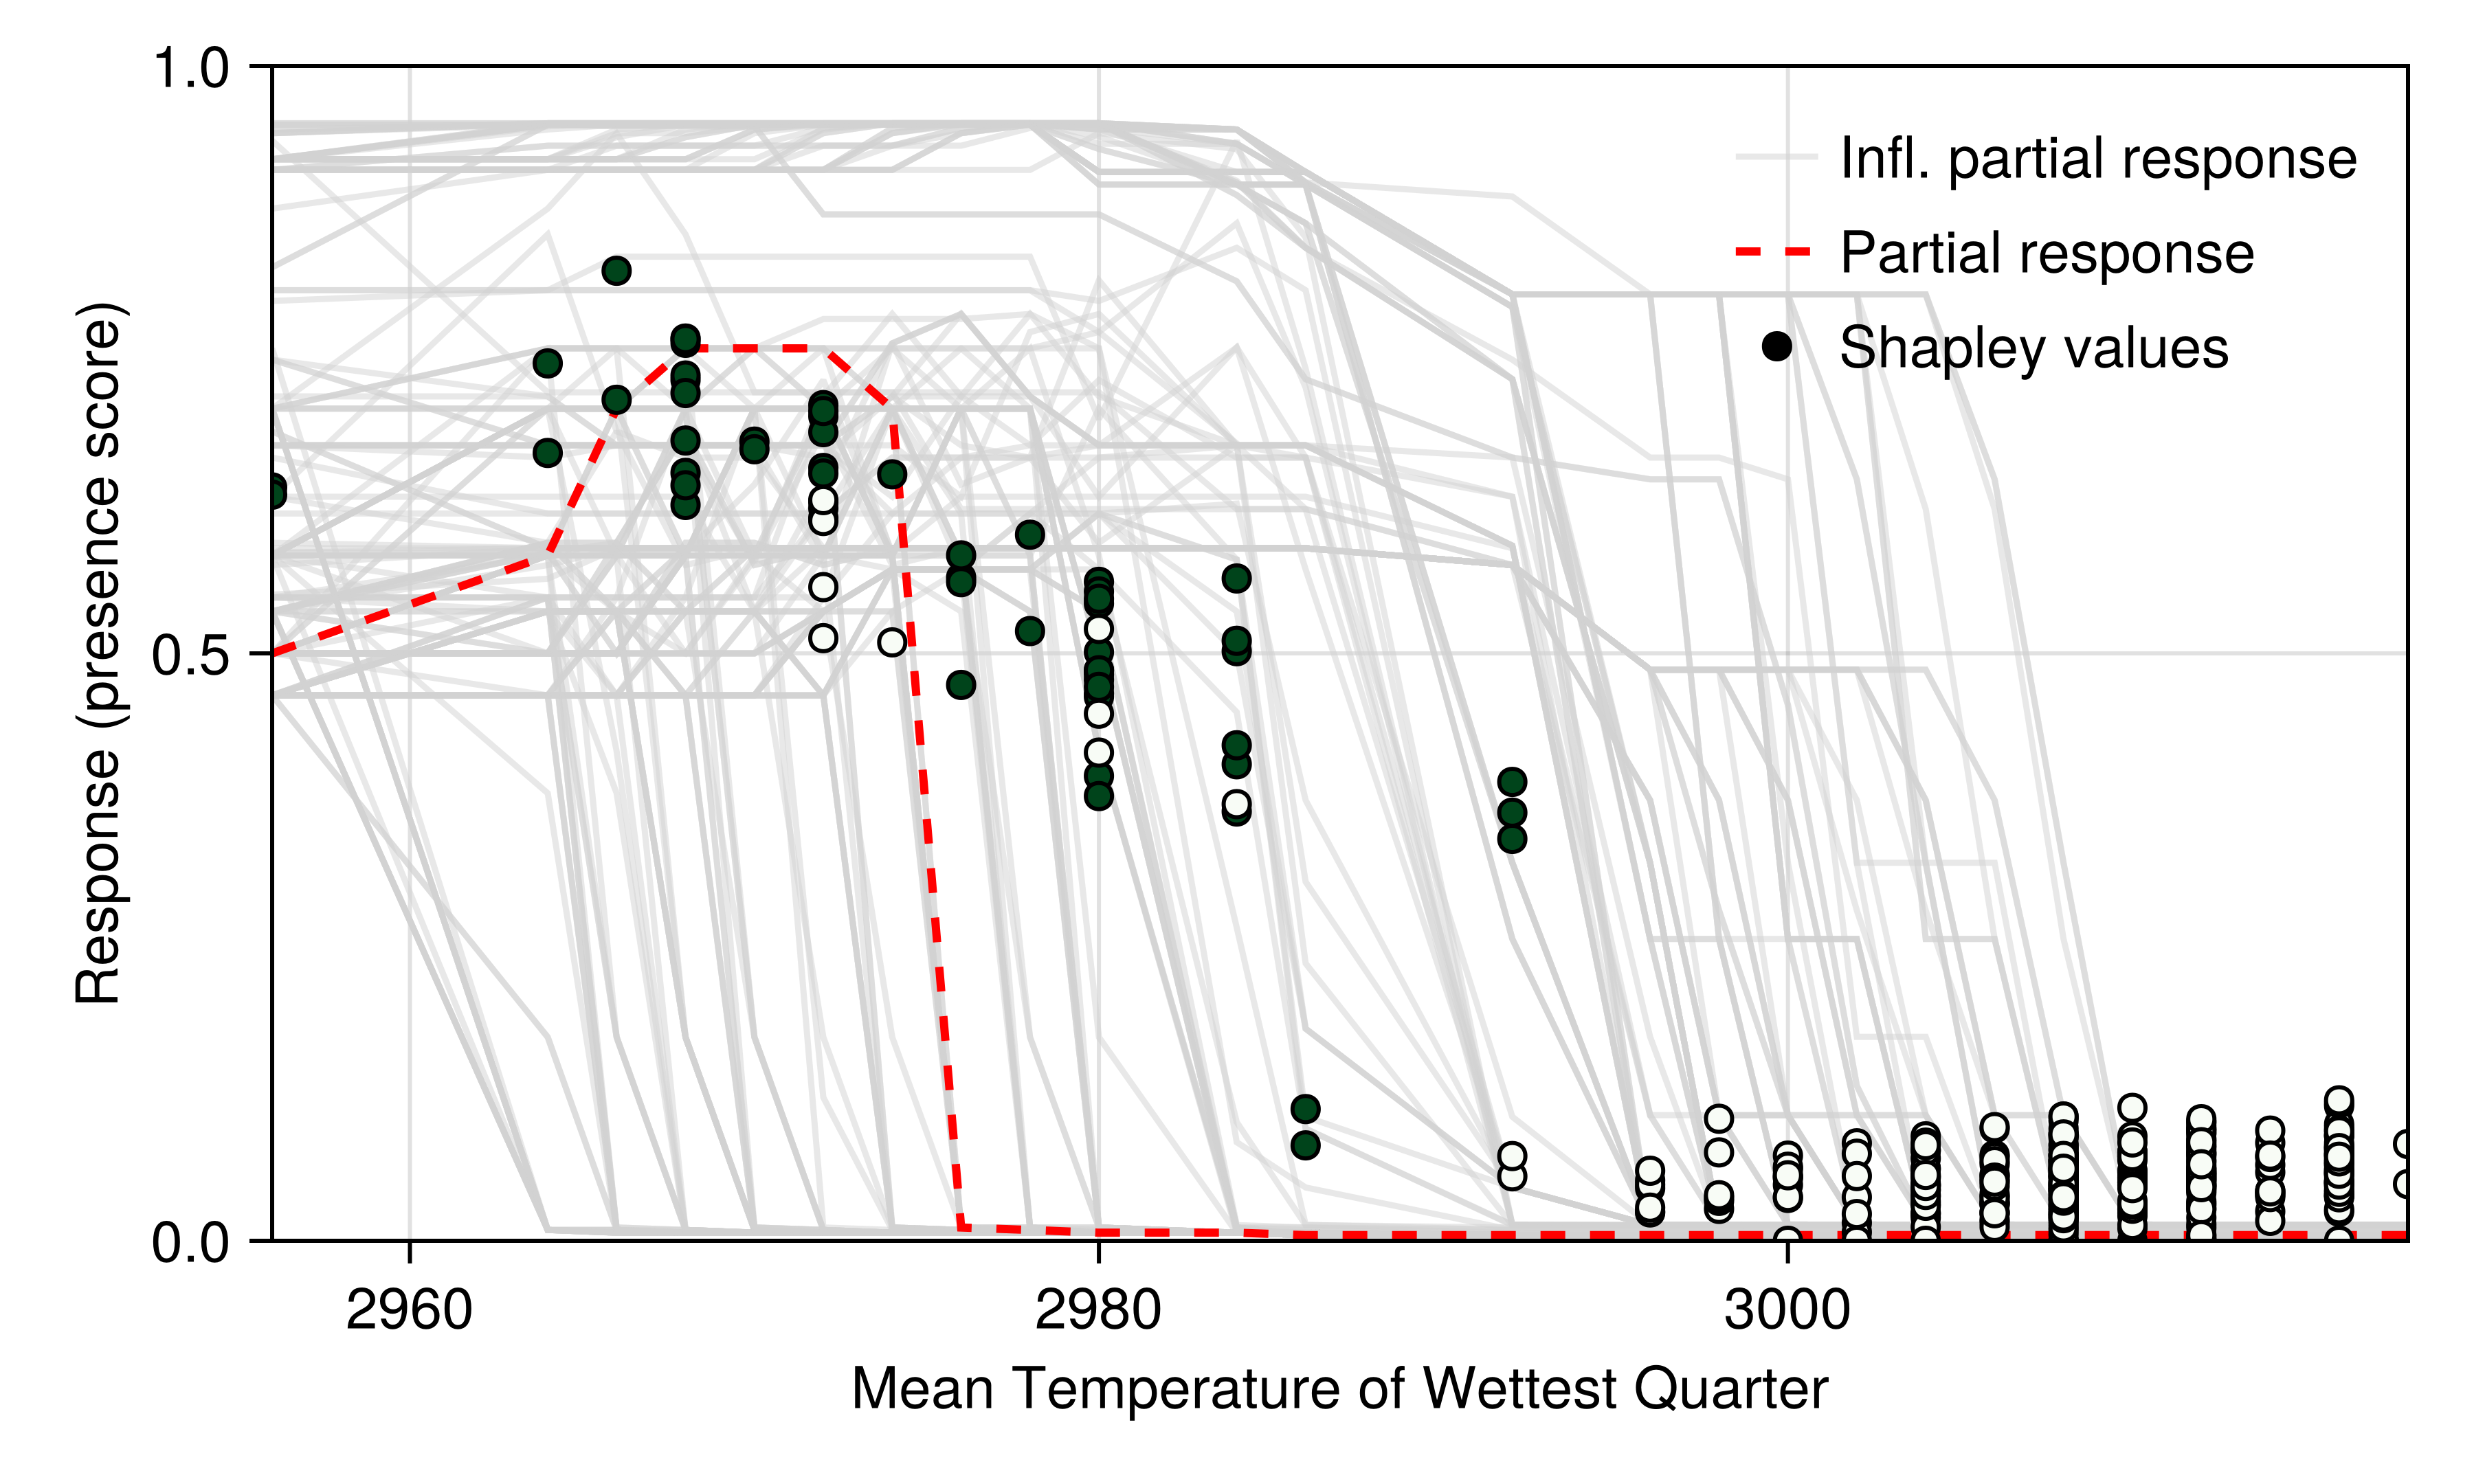 1.0
Infl. partial response
Partial response
Shapley values
Response (presence score)
0.5
0.0
2960
2980
3000
Mean Temperature of Wettest Quarter